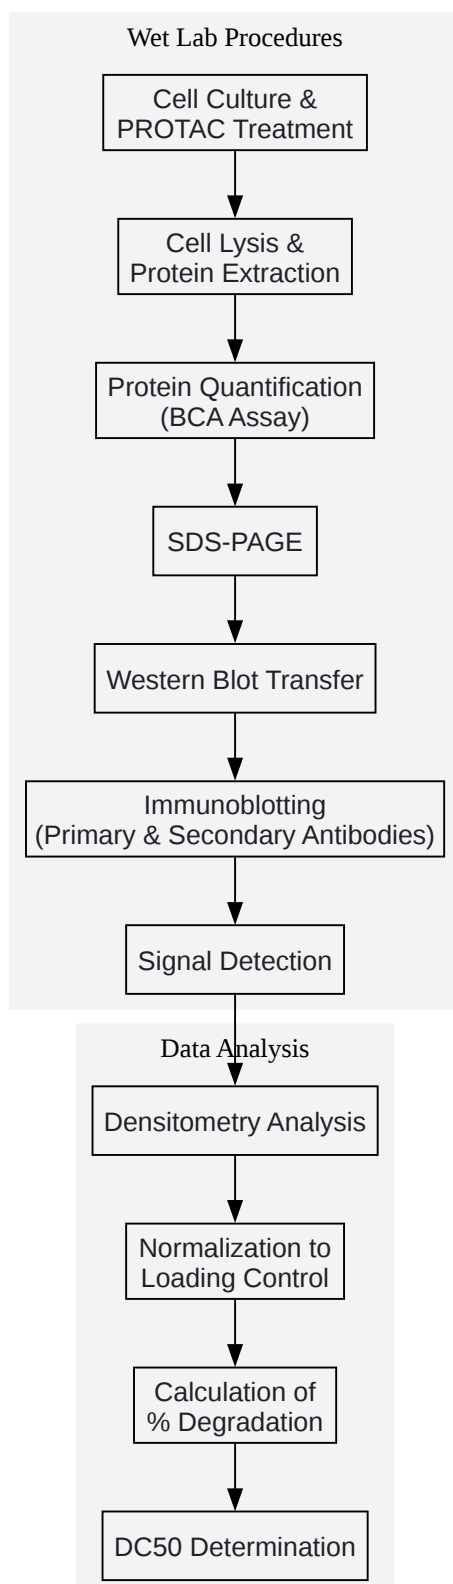 Wet Lab Procedures
Cell Culture &
PROTAC Treatment
Cell Lysis &
Protein Extraction
Protein Quantification
(BCA Assay)
SDS-PAGE
Western Blot Transfer
Immunoblotting
(Primary & Secondary Antibodies)
Signal Detection
Data Analysis
Densitometry Analysis
Normalization to
Loading Control
Calculation of
% Degradation
DC50 Determination